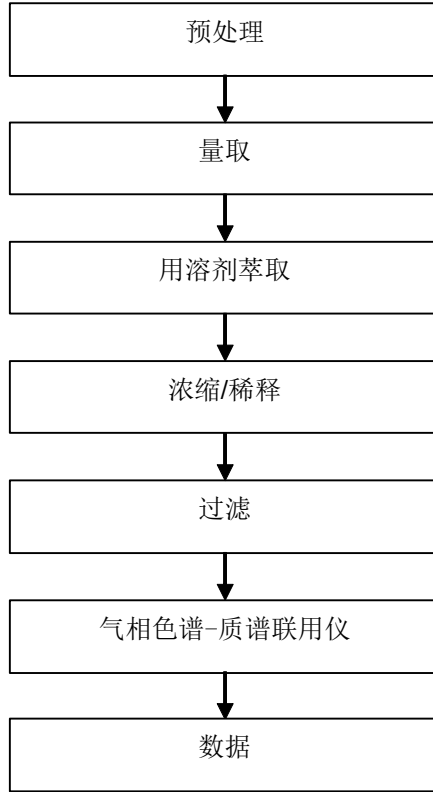 预处理
量取
用溶剂萃取
浓缩/稀释
过滤
气相色谱-质谱联用仪
数据